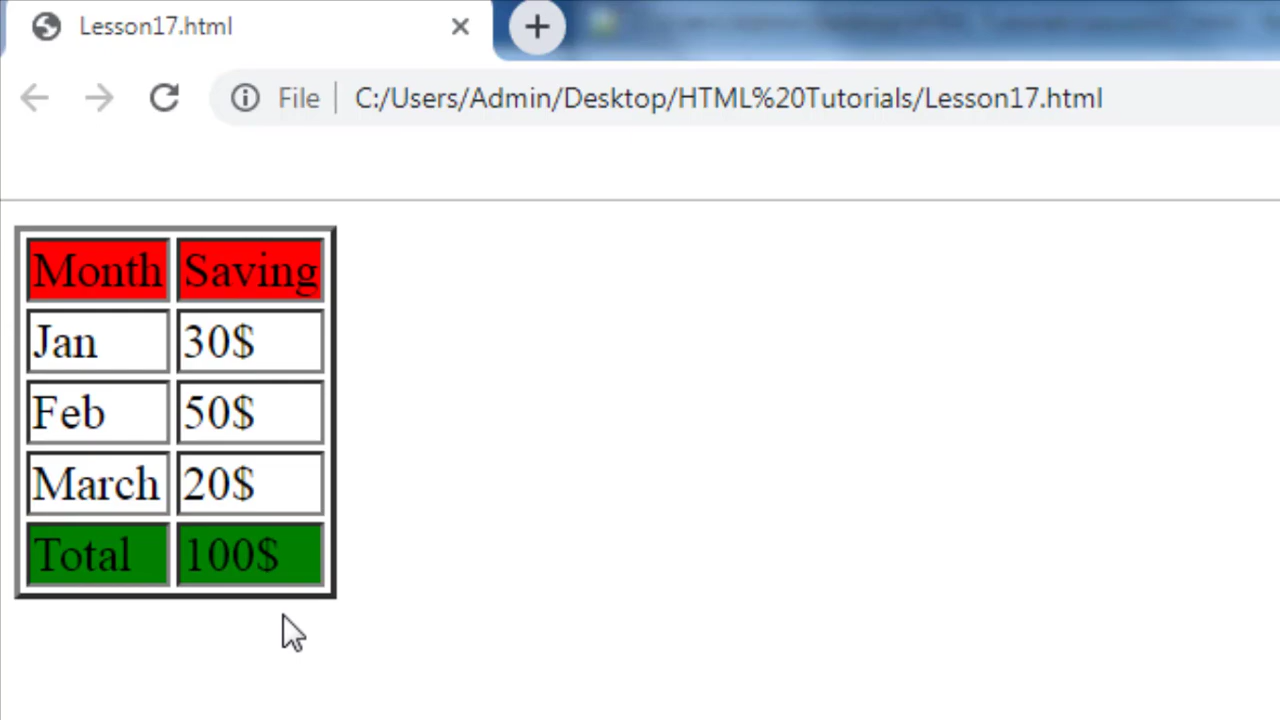 Lesson17.html
File C:/Users/Admin/Desktop/HTML%20Tutorials/Lesson17.html
Month Saving
Jan 30$
Feb 50$
March 20$
Total 100$